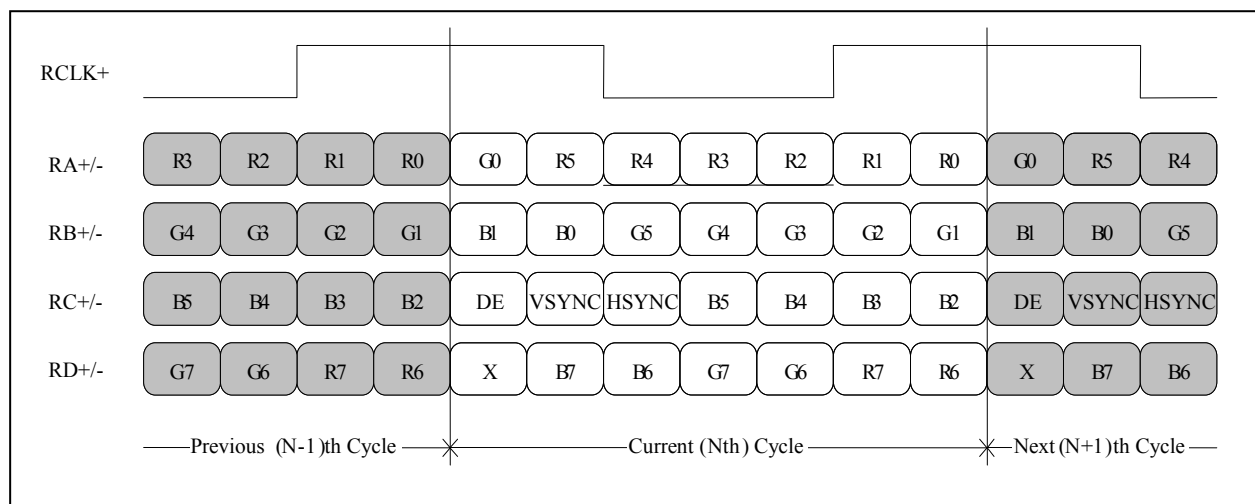 RCLK+
RA+/- R3 R2 R1 R0 G0 R5 R4 R3 R2 R1 R0 G0 R5 R4
RB+/- G4 G3 G2 G1 B1 B0 G5 G4 G3 G2 G1 B1 B0 G5
RC+/- B5 B4 B3 B2 DE VSYNC HSYNC B5 B4 B3 B2 DE VSYNC HSYNC
RD+/- G7 G6 R7 R6 X B7 B6 G7 G6 R7 R6 X B7 B6
Previous (N-1)th Cycle Current (Nth) Cycle Next (N+1)th Cycle